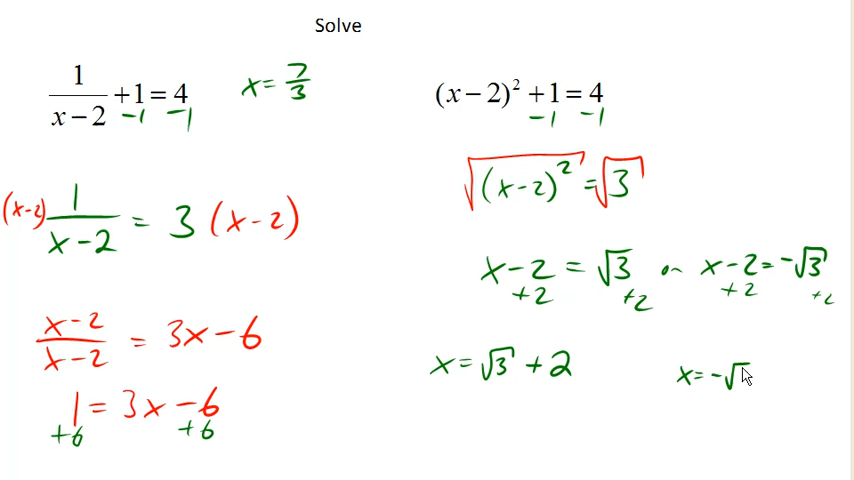 Solve
1/(x-2) + 1 = 4
-1 -1
x = 7/3
(x-2) 1/(x-2) = 3 (x-2)
(x-2)/(x-2) = 3x - 6
1 = 3x - 6
+6 +6
(x-2)² + 1 = 4
-1 -1
√(x-2)² = √3
x-2 = √3 or x-2 = -√3
+2 +2 +2 +2
x = √3 + 2
x = -√